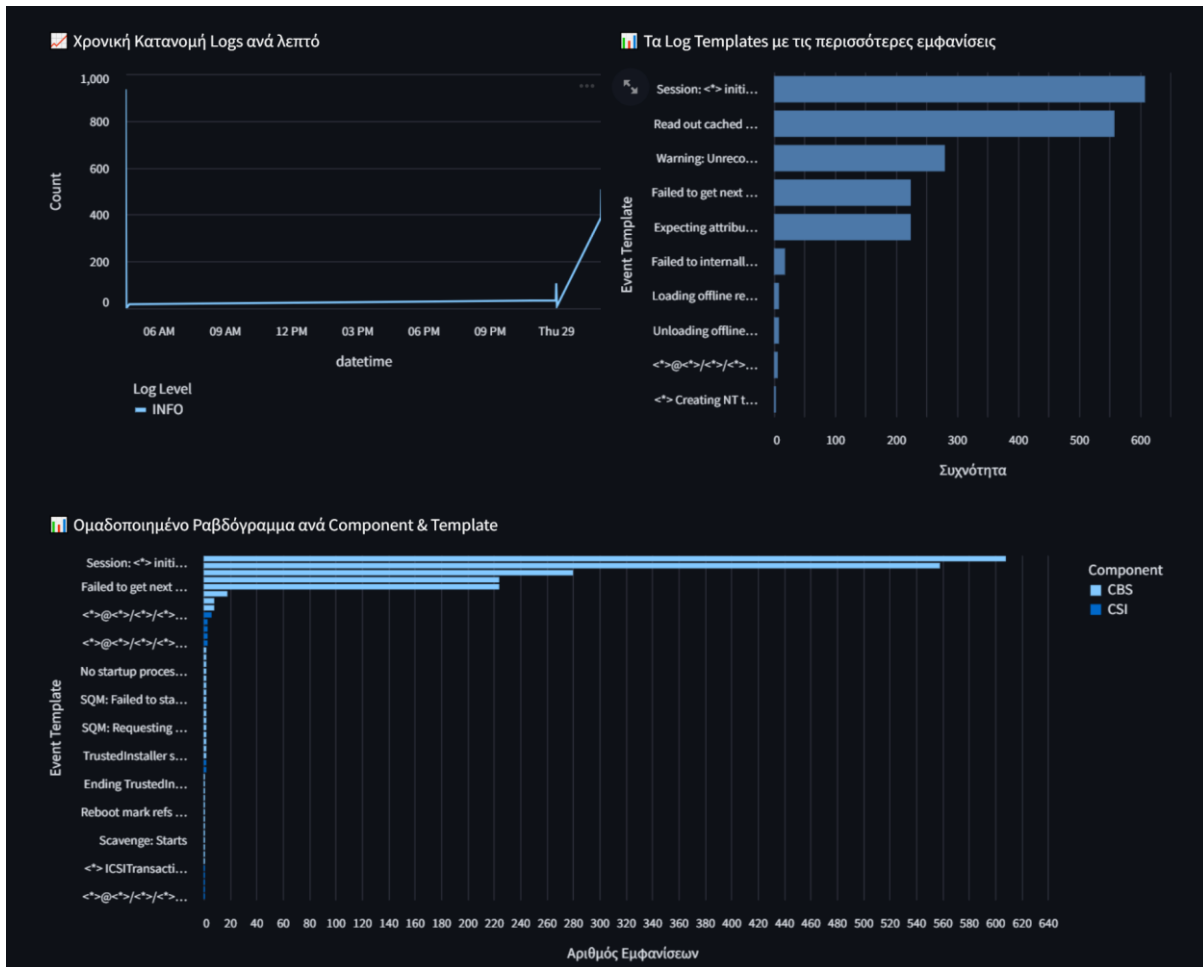 📈 Χρονική Κατανομή Logs ανά λεπτό
1,000
800
600
400
200
0
Count
06 AM 09 AM 12 PM 03 PM 06 PM 09 PM Thu 29
datetime
Log Level
INFO
📊 Τα Log Templates με τις περισσότερες εμφανίσεις
Event Template
Session: <*> initi…
Read out cached …
Warning: Unreco…
Failed to get next …
Expecting attribu…
Failed to internall…
Loading offline re…
Unloading offline…
<*>@<*>/<*>/<*>…
<*> Creating NT t…
0 100 200 300 400 500 600
Συχνότητα
📊 Ομαδοποιημένο Ραβδόγραμμα ανά Component & Template
Event Template
Session: <*> initi…
Failed to get next …
<*>@<*>/<*>/<*>…
<*>@<*>/<*>/<*>…
No startup proces…
SQM: Failed to sta…
SQM: Requesting …
TrustedInstaller s…
Ending TrustedIn…
Reboot mark refs …
Scavenge: Starts
<*> ICSITransacti…
<*>@<*>/<*>/<*>…
0 20 40 60 80 100 120 140 160 180 200 220 240 260 280 300 320 340 360 380 400 420 440 460 480 500 520 540 560 580 600 620 640
Αριθμός Εμφανίσεων
Component
CBS
CSI